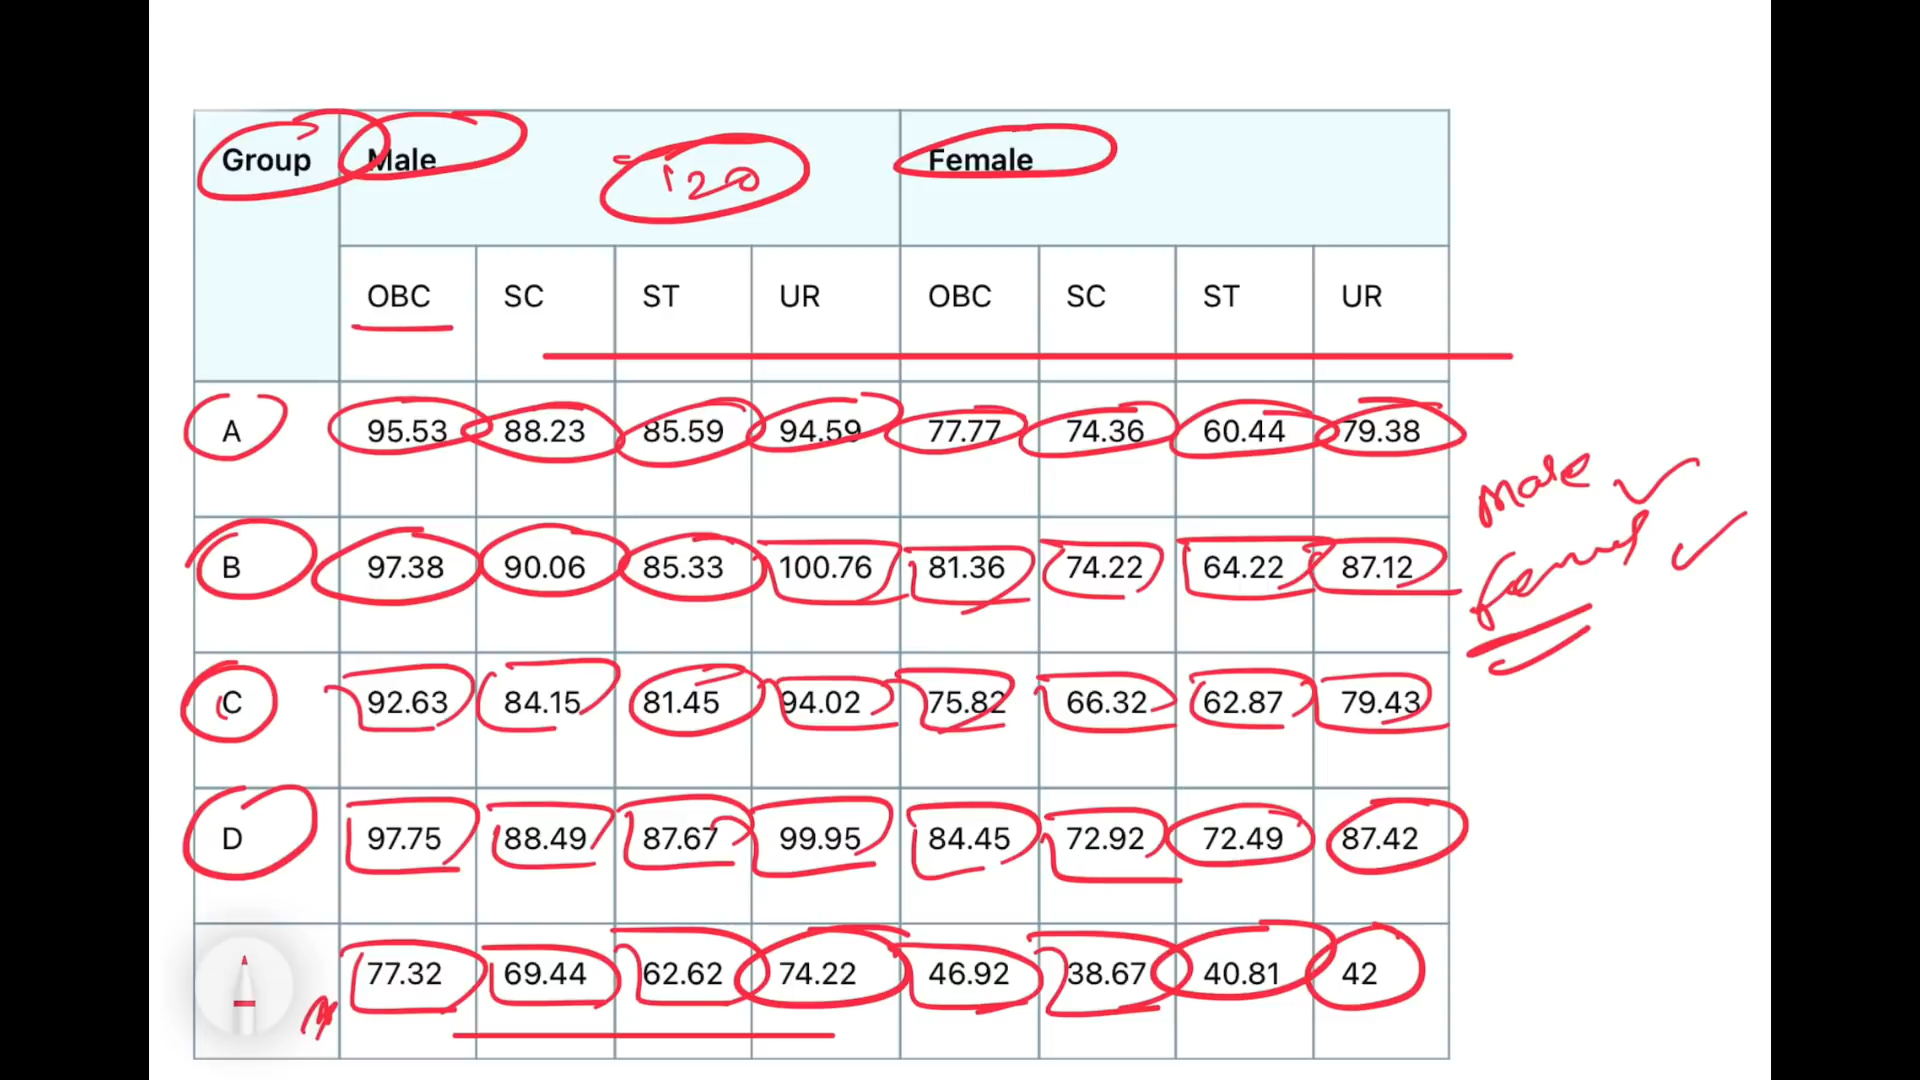 Group Male Female
120
OBC SC ST UR OBC SC ST UR
A 95.53 88.23 85.59 94.59 77.77 74.36 60.44 79.38
Male
B 97.38 90.06 85.33 100.76 81.36 74.22 64.22 87.12
C 92.63 84.15 81.45 94.02 75.82 66.32 62.87 79.43
D 97.75 88.49 87.67 99.95 84.45 72.92 72.49 87.42
77.32 69.44 62.62 74.22 46.92 38.67 40.81 42